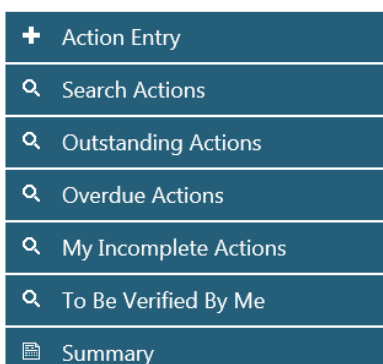 Action Entry
Search Actions
Outstanding Actions
Overdue Actions
My Incomplete Actions
To Be Verified By Me
Summary